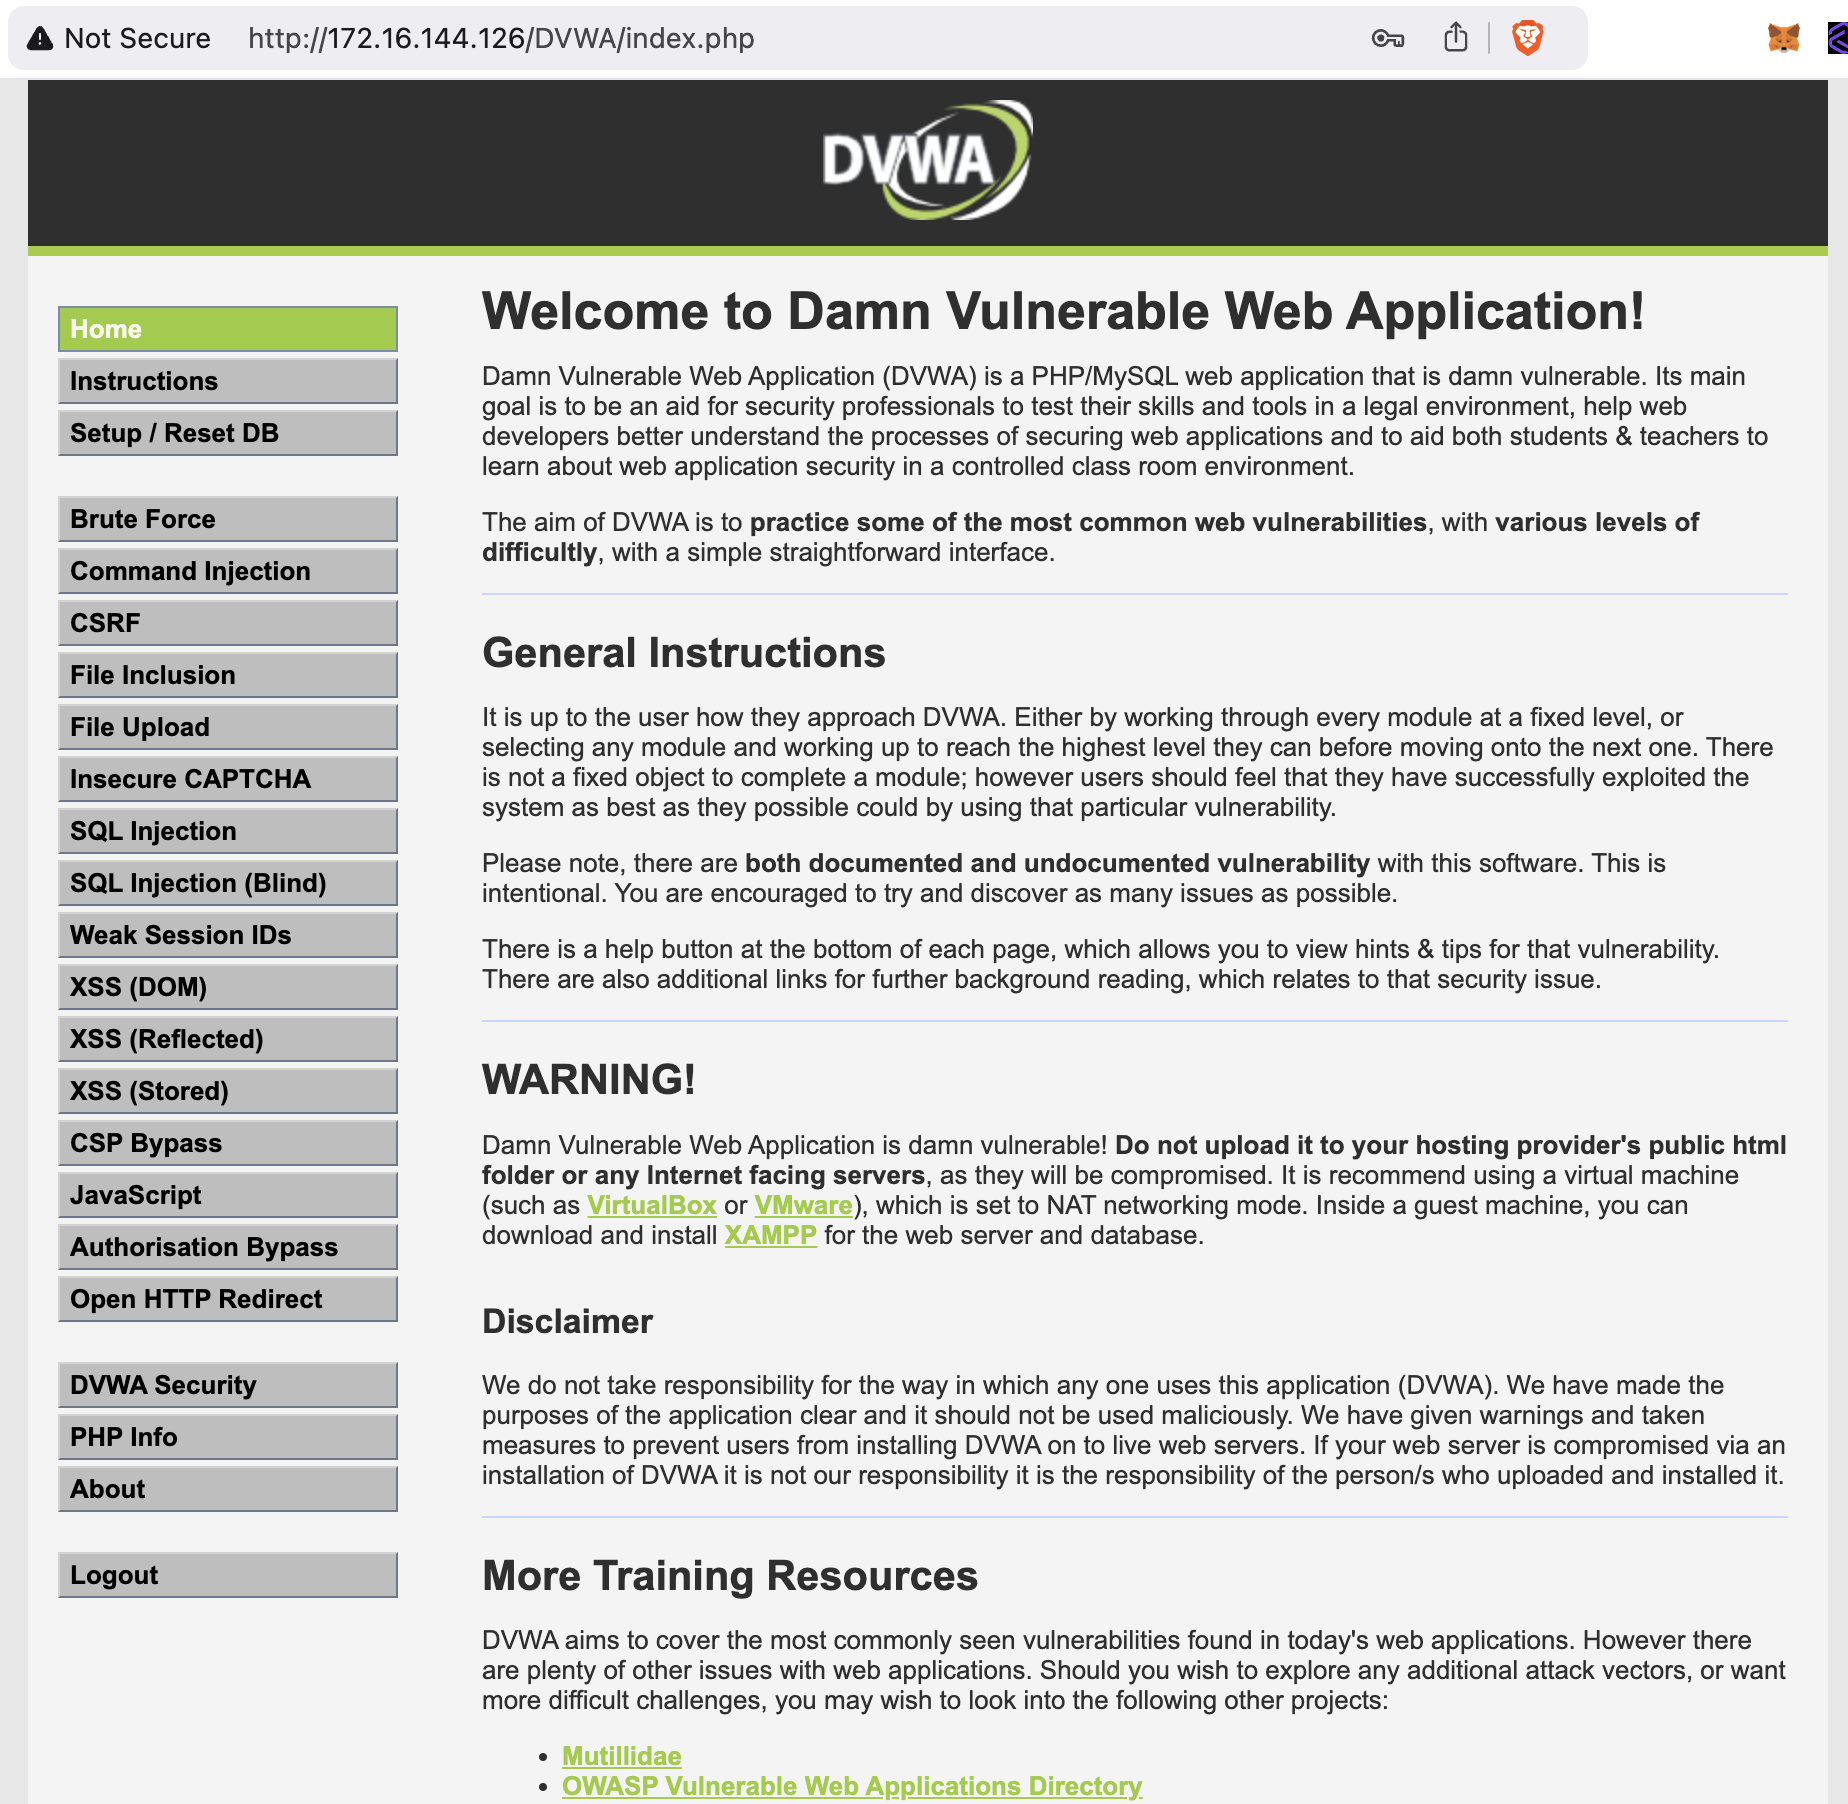 Not Secure http://172.16.144.126/DVWA/index.php
DVWA
Home
Instructions
Setup / Reset DB
Brute Force
Command Injection
CSRF
File Inclusion
File Upload
Insecure CAPTCHA
SQL Injection
SQL Injection (Blind)
Weak Session IDs
XSS (DOM)
XSS (Reflected)
XSS (Stored)
CSP Bypass
JavaScript
Authorisation Bypass
Open HTTP Redirect
DVWA Security
PHP Info
About
Logout
Welcome to Damn Vulnerable Web Application!
Damn Vulnerable Web Application (DVWA) is a PHP/MySQL web application that is damn vulnerable. Its main
goal is to be an aid for security professionals to test their skills and tools in a legal environment, help web
developers better understand the processes of securing web applications and to aid both students & teachers to
learn about web application security in a controlled class room environment.
The aim of DVWA is to practice some of the most common web vulnerabilities, with various levels of
difficultly, with a simple straightforward interface.
General Instructions
It is up to the user how they approach DVWA. Either by working through every module at a fixed level, or
selecting any module and working up to reach the highest level they can before moving onto the next one. There
is not a fixed object to complete a module; however users should feel that they have successfully exploited the
system as best as they possible could by using that particular vulnerability.
Please note, there are both documented and undocumented vulnerability with this software. This is
intentional. You are encouraged to try and discover as many issues as possible.
There is a help button at the bottom of each page, which allows you to view hints & tips for that vulnerability.
There are also additional links for further background reading, which relates to that security issue.
WARNING!
Damn Vulnerable Web Application is damn vulnerable! Do not upload it to your hosting provider's public html
folder or any Internet facing servers, as they will be compromised. It is recommend using a virtual machine
(such as VirtualBox or VMware), which is set to NAT networking mode. Inside a guest machine, you can
download and install XAMPP for the web server and database.
Disclaimer
We do not take responsibility for the way in which any one uses this application (DVWA). We have made the
purposes of the application clear and it should not be used maliciously. We have given warnings and taken
measures to prevent users from installing DVWA on to live web servers. If your web server is compromised via an
installation of DVWA it is not our responsibility it is the responsibility of the person/s who uploaded and installed it.
More Training Resources
DVWA aims to cover the most commonly seen vulnerabilities found in today's web applications. However there
are plenty of other issues with web applications. Should you wish to explore any additional attack vectors, or want
more difficult challenges, you may wish to look into the following other projects:
• Mutillidae
• OWASP Vulnerable Web Applications Directory